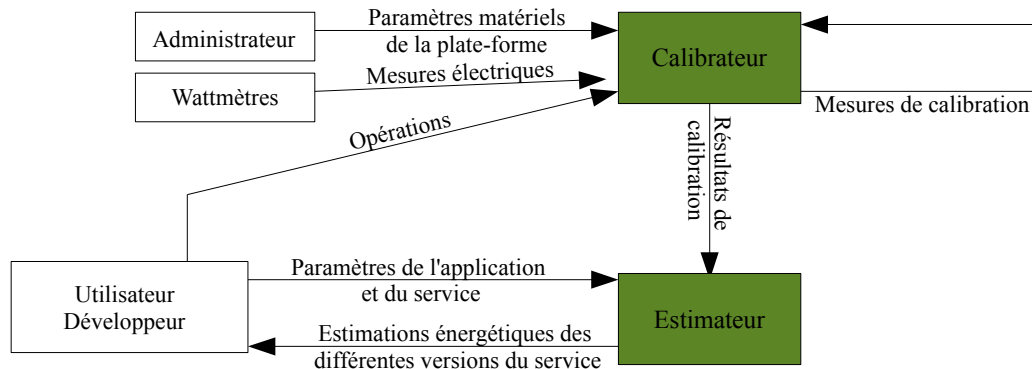 Administrateur
Paramètres matériels
de la plate-forme
Calibrateur
Wattmètres
Mesures électriques
Mesures de calibration
Opérations
Résultats de
calibration
Utilisateur
Développeur
Paramètres de l'application
et du service
Estimateur
Estimations énergétiques des
différentes versions du service